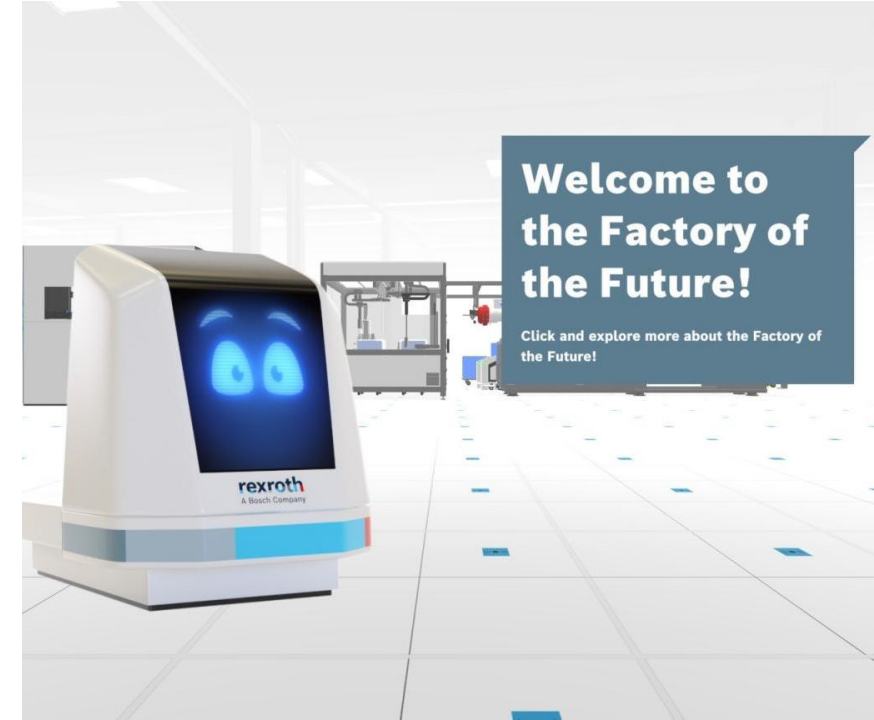 Welcome to
the Factory of
the Future!
Click and explore more about the Factory of
the Future!
rexroth
A Bosch Company